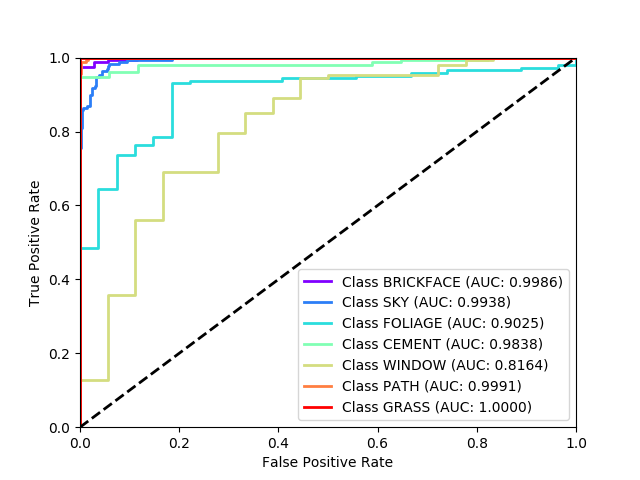 1.0
0.8
0.6
0.4
0.2
0.0
True Positive Rate
Class BRICKFACE (AUC: 0.9986)
Class SKY (AUC: 0.9938)
Class FOLIAGE (AUC: 0.9025)
Class CEMENT (AUC: 0.9838)
Class WINDOW (AUC: 0.8164)
Class PATH (AUC: 0.9991)
Class GRASS (AUC: 1.0000)
0.0 0.2 0.4 0.6 0.8 1.0
False Positive Rate